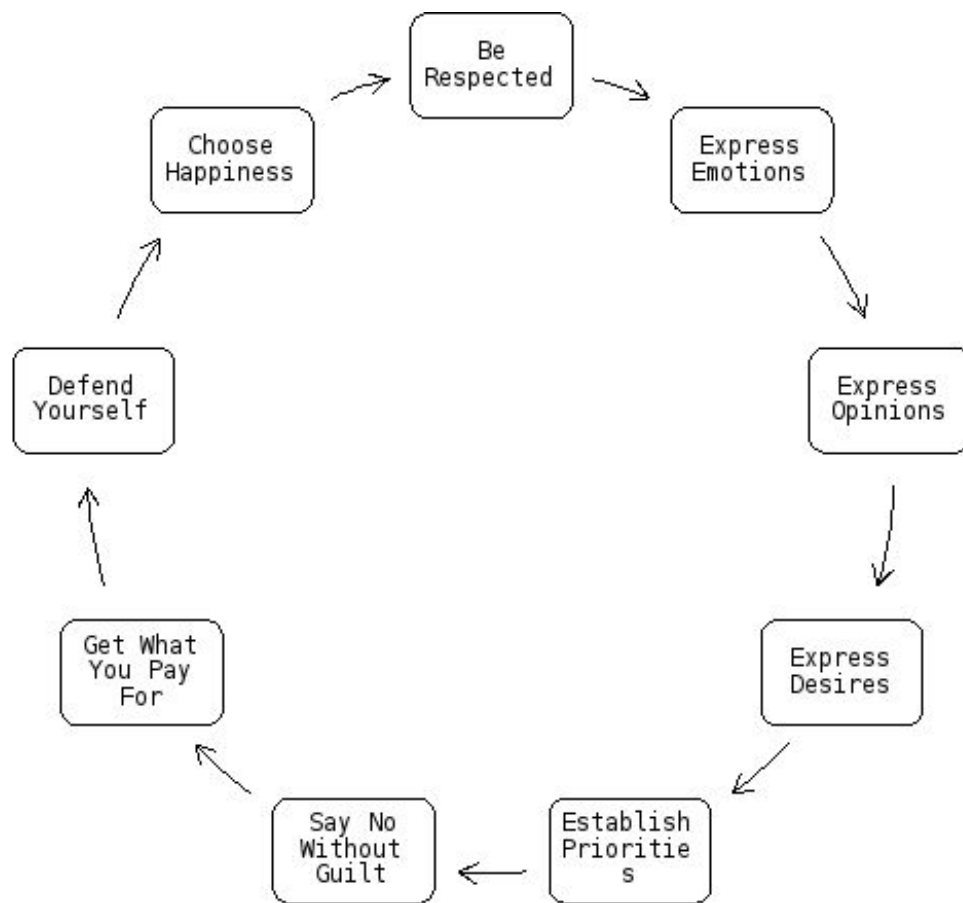 Be
Respected
Express
Emotions
Express
Opinions
Express
Desires
Establish
Prioritie
s
Say No
Without
Guilt
Get What
You Pay
For
Defend
Yourself
Choose
Happiness